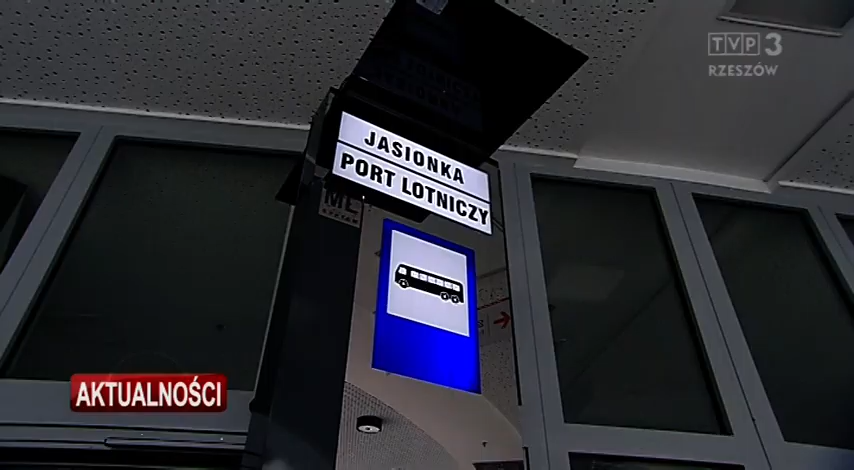 TVP3
RZESZÓW
JASIONKA
PORT LOTNICZY
AKTUALNOŚCI